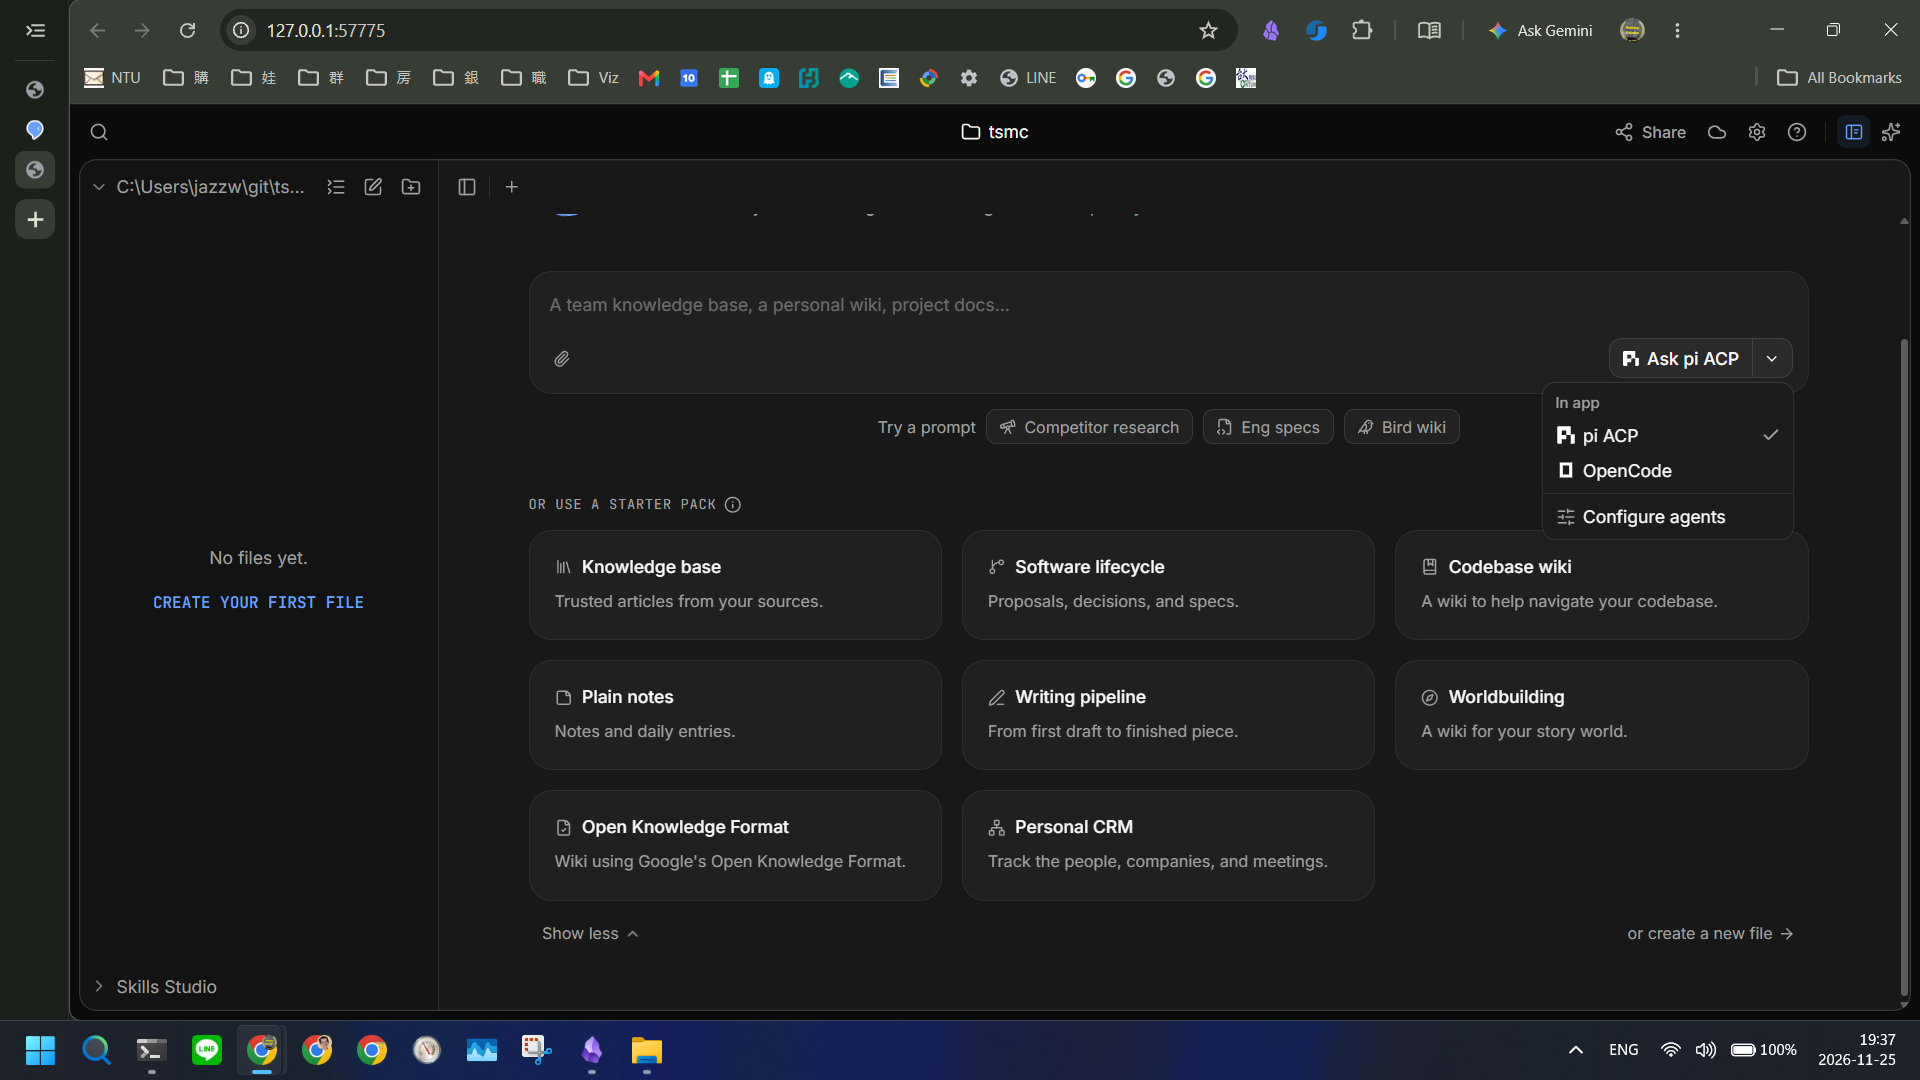 127.0.0.1:57775
Ask Gemini
NTU 購 娃 群 房 銀 職 Viz 10 LINE All Bookmarks
tsmc
Share
C:\Users\jazzw\git\ts...
A team knowledge base, a personal wiki, project docs...
Ask pi ACP
In app
pi ACP
OpenCode
Configure agents
Try a prompt Competitor research Eng specs Bird wiki
OR USE A STARTER PACK
Knowledge base
Trusted articles from your sources.
Software lifecycle
Proposals, decisions, and specs.
Codebase wiki
A wiki to help navigate your codebase.
No files yet.
CREATE YOUR FIRST FILE
Plain notes
Notes and daily entries.
Writing pipeline
From first draft to finished piece.
Worldbuilding
A wiki for your story world.
Open Knowledge Format
Wiki using Google's Open Knowledge Format.
Personal CRM
Track the people, companies, and meetings.
Show less
or create a new file
Skills Studio
LINE
ENG
100%
19:37
2026-11-25